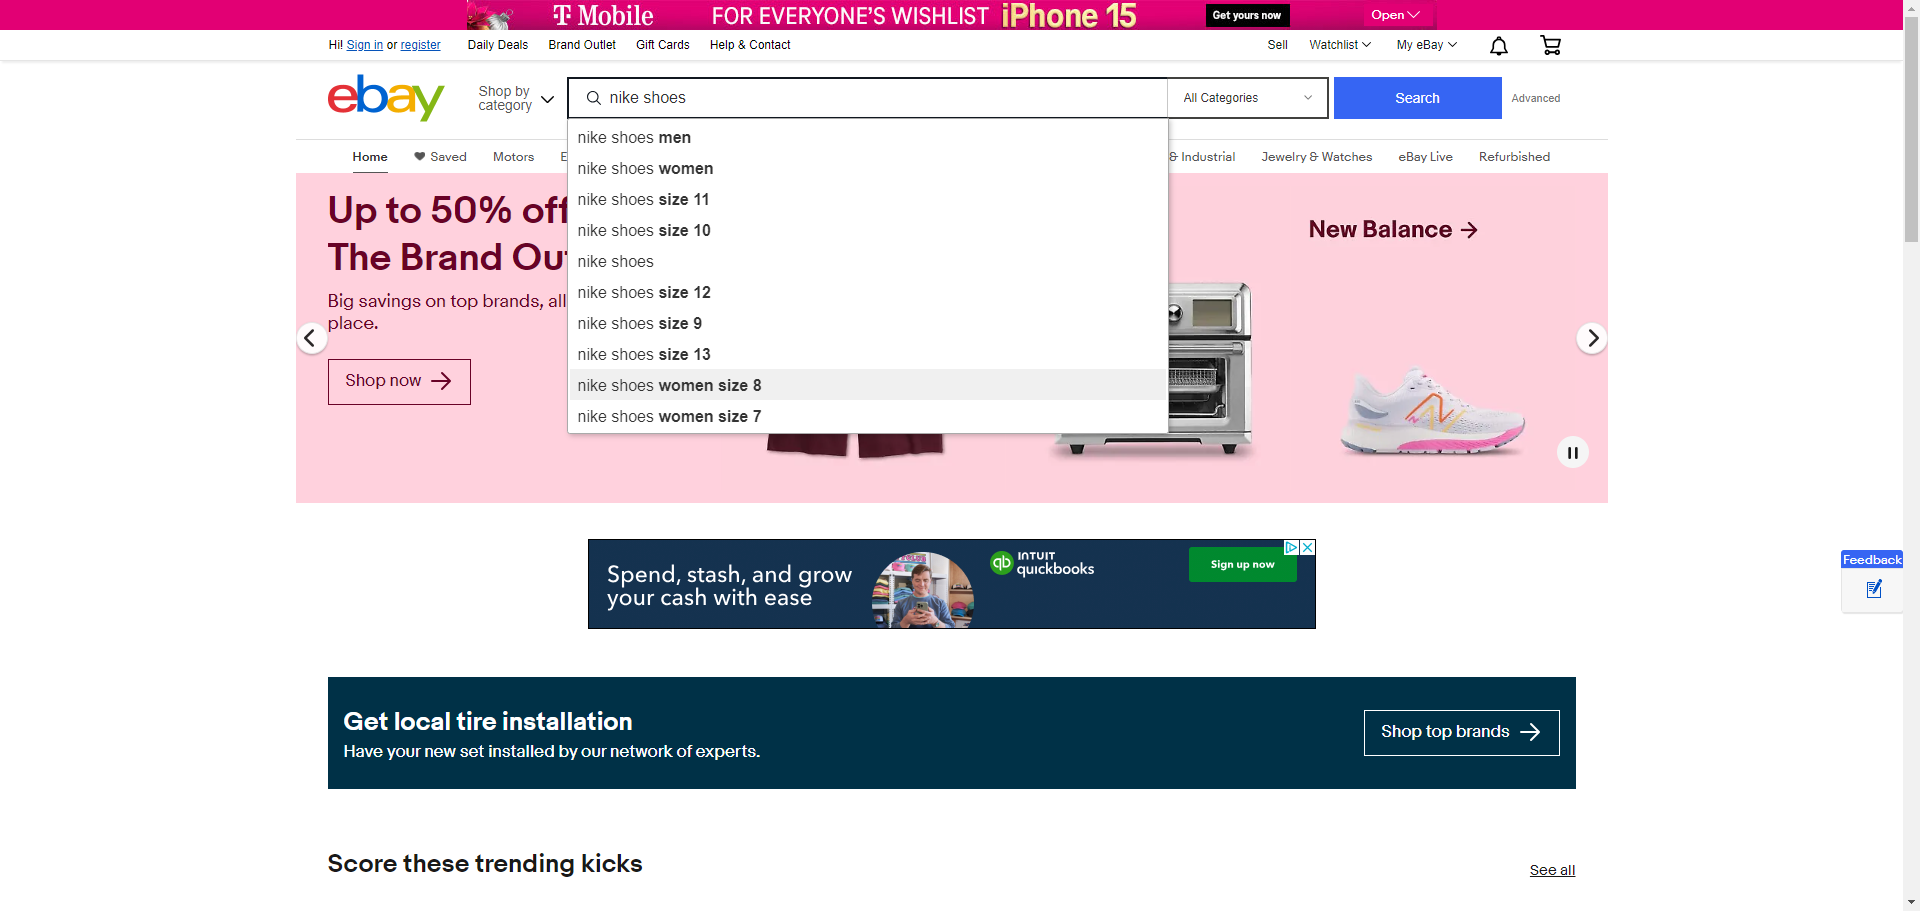 T Mobile FOR EVERYONE'S WISHLIST iPhone 15 Get yours now Open
Hi! Sign in or register Daily Deals Brand Outlet Gift Cards Help & Contact Sell Watchlist My eBay
ebay Shop by category nike shoes All Categories Search Advanced
nike shoes men
nike shoes women
nike shoes size 11
nike shoes size 10
nike shoes
nike shoes size 12
nike shoes size 9
nike shoes size 13
nike shoes women size 8
nike shoes women size 7
Home Saved Motors E & Industrial Jewelry & Watches eBay Live Refurbished
Up to 50% off
The Brand Ou
Big savings on top brands, all
place.
Shop now
New Balance
Spend, stash, and grow
your cash with ease
qb INTUIT
quickbooks
Sign up now
Feedback
Get local tire installation
Have your new set installed by our network of experts.
Shop top brands
Score these trending kicks
See all